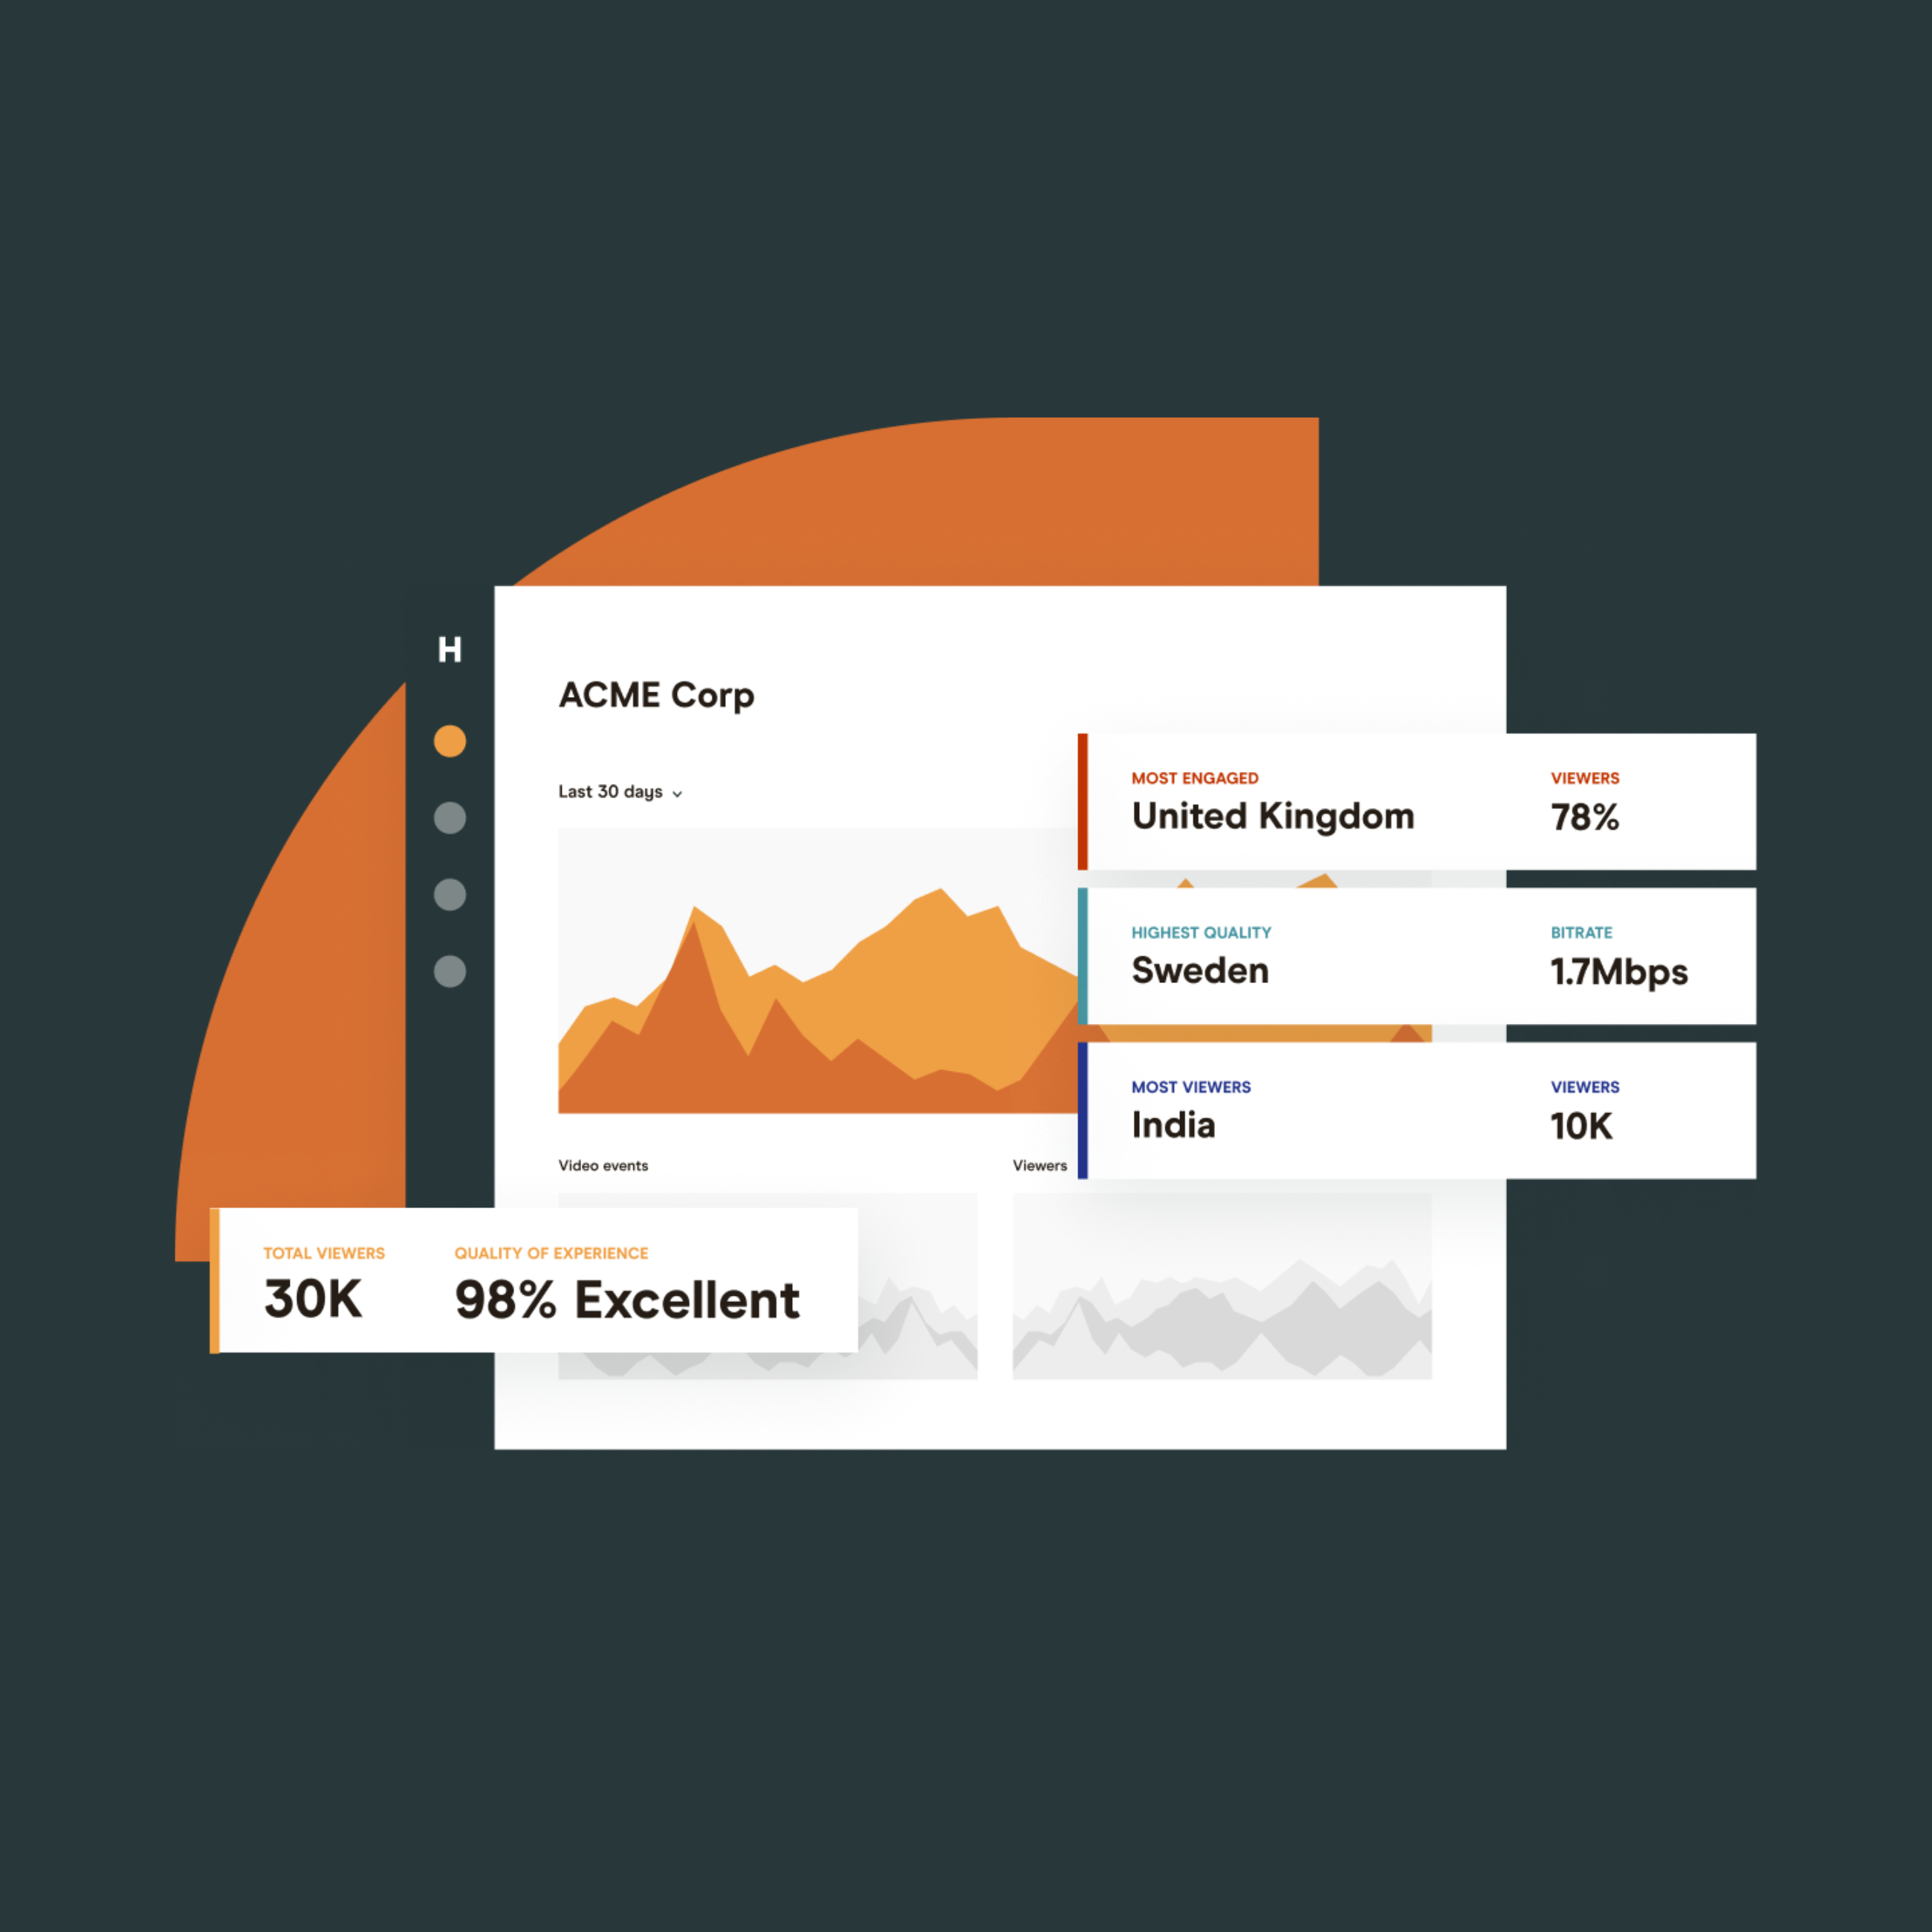 H
ACME Corp
Last 30 days
MOST ENGAGED
United Kingdom
VIEWERS
78%
HIGHEST QUALITY
Sweden
BITRATE
1.7Mbps
MOST VIEWERS
India
VIEWERS
10K
Video events
Viewers
TOTAL VIEWERS
30K
QUALITY OF EXPERIENCE
98% Excellent